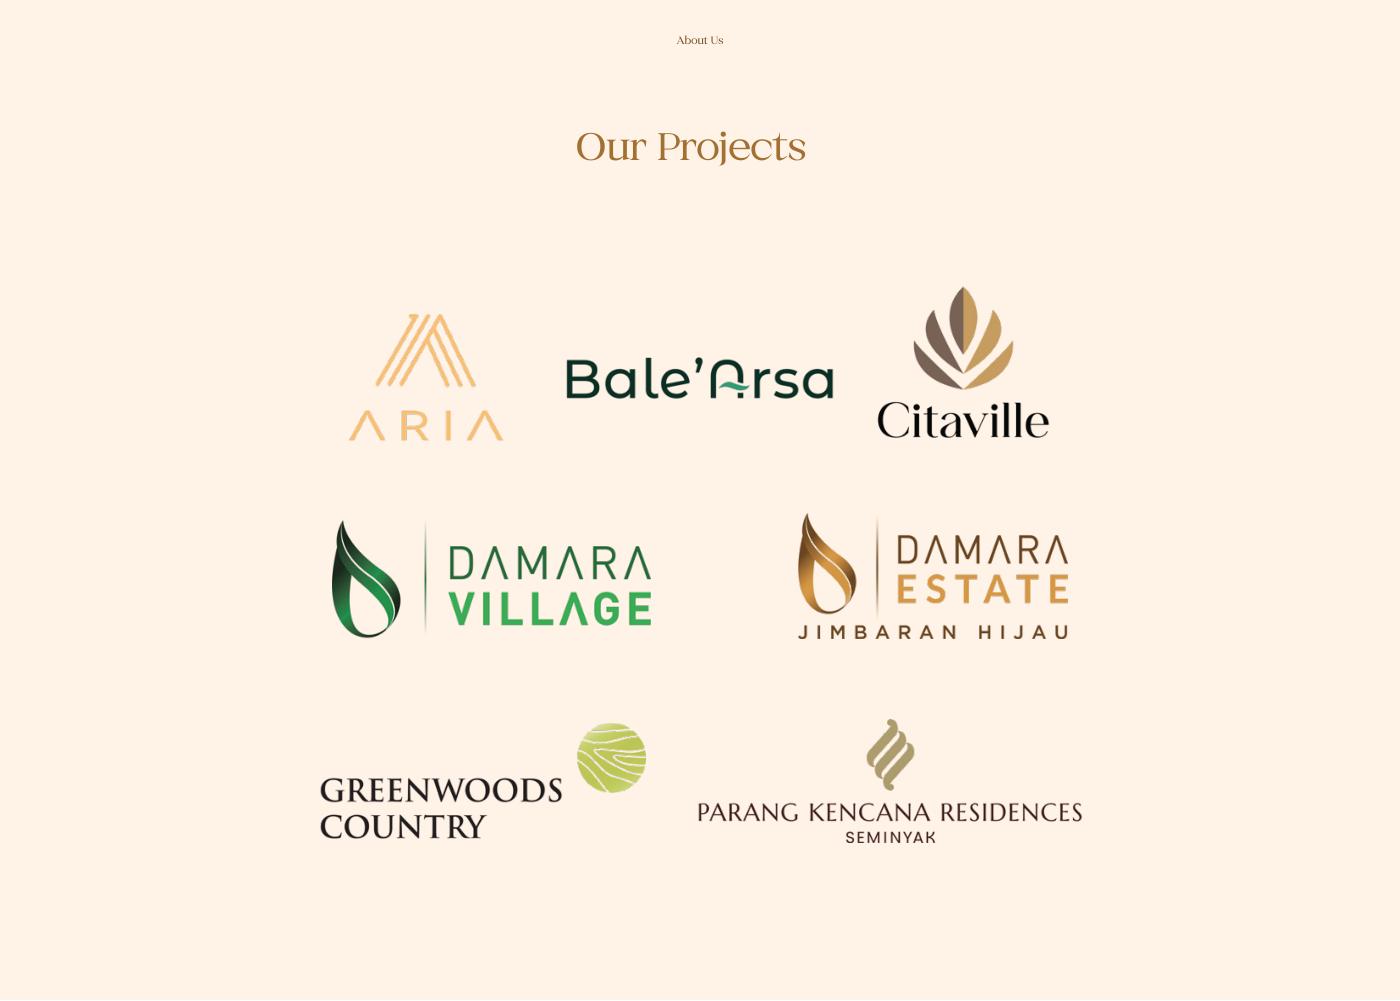 About Us
Our Projects
ARIA
Bale'Arsa
Citaville
DAMARA
VILLAGE
DAMARA
ESTATE
JIMBARAN HIJAU
GREENWOODS
COUNTRY
PARANG KENCANA RESIDENCES
SEMINYAK